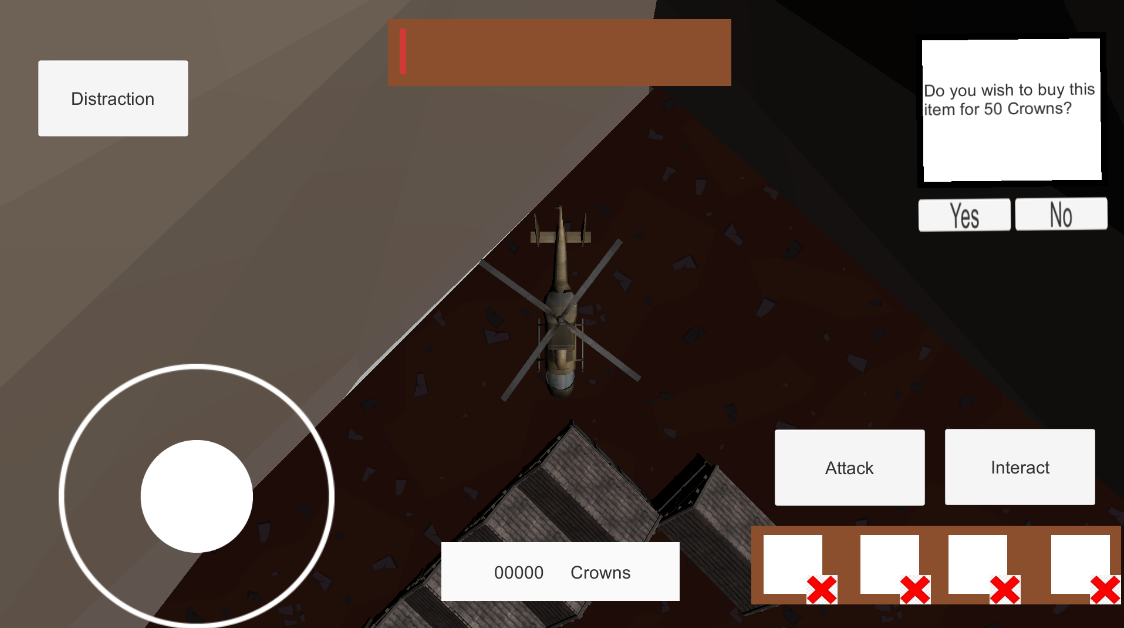 Distraction
Do you wish to buy this
item for 50 Crowns?
Yes
No
Attack
Interact
00000 Crowns